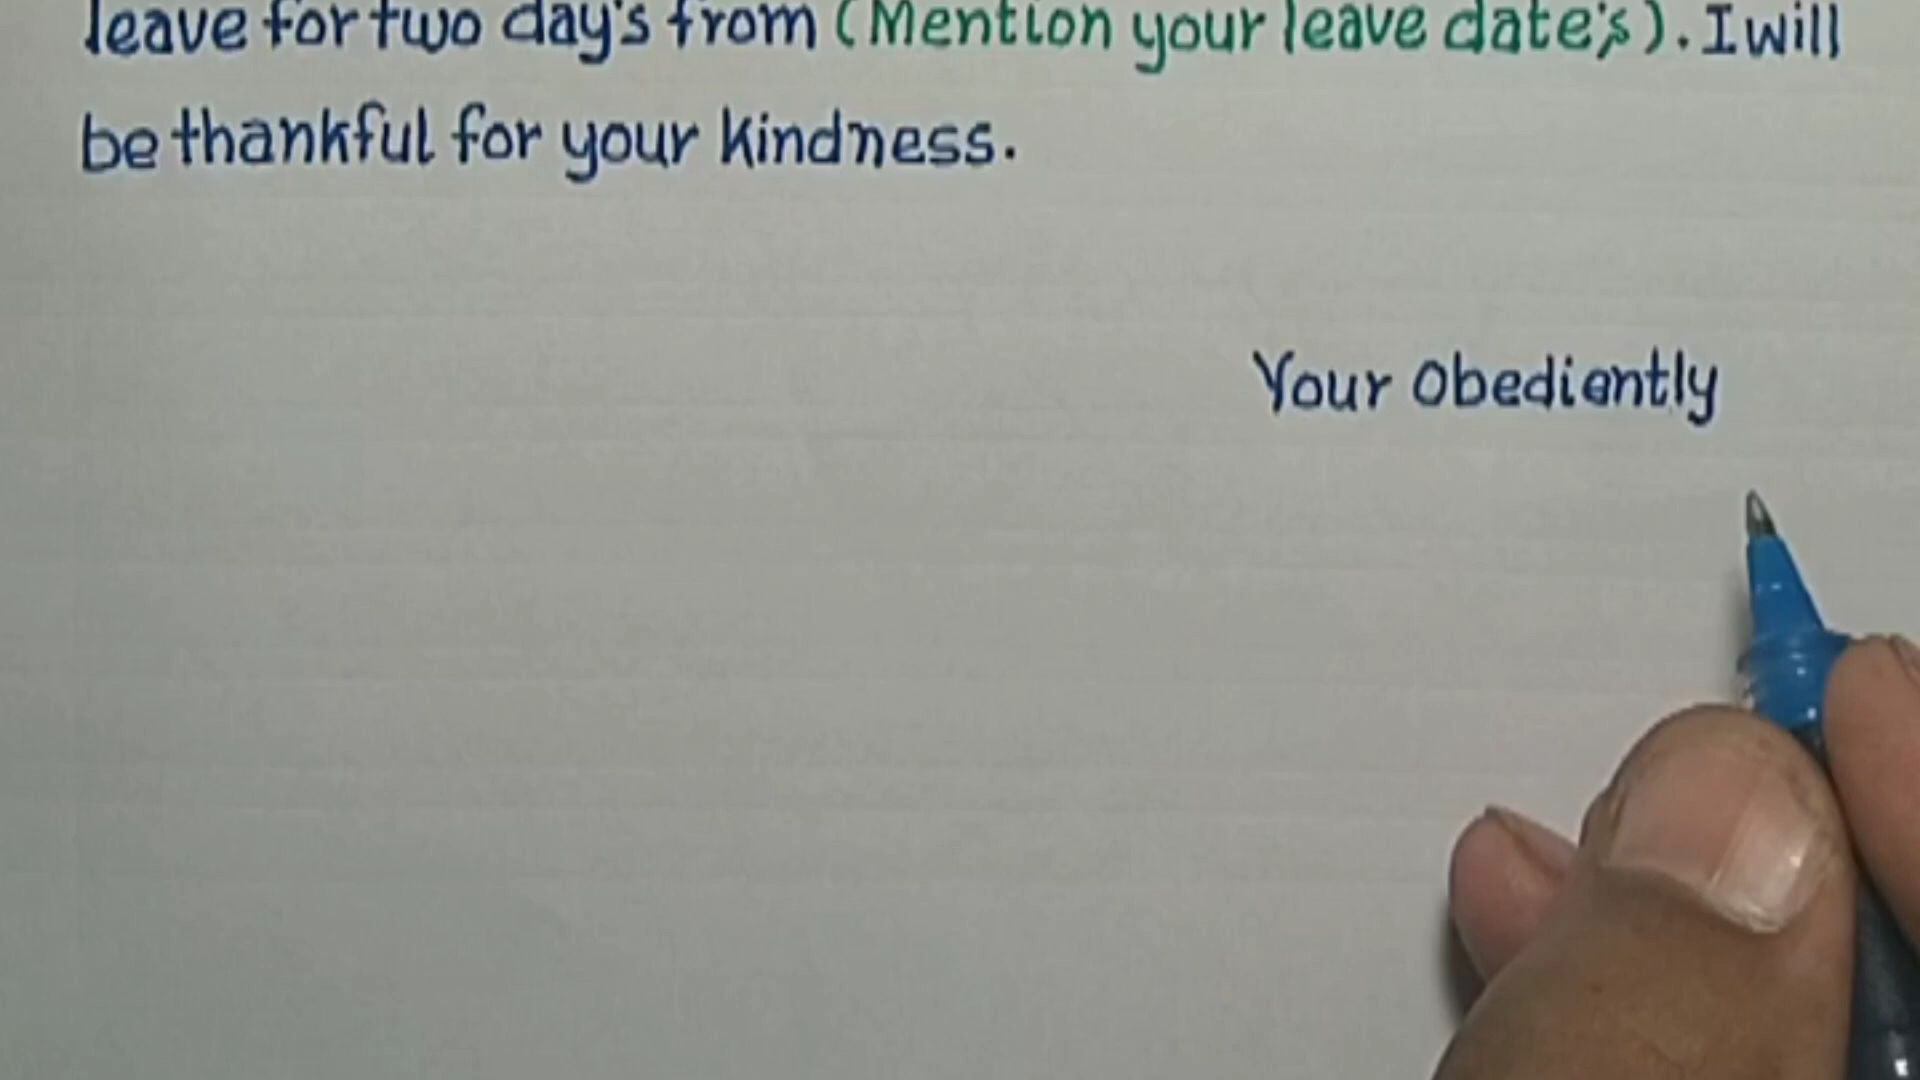 leave for two day's from (Mention your leave date's). I will
be thankful for your kindness.
Your Obediently